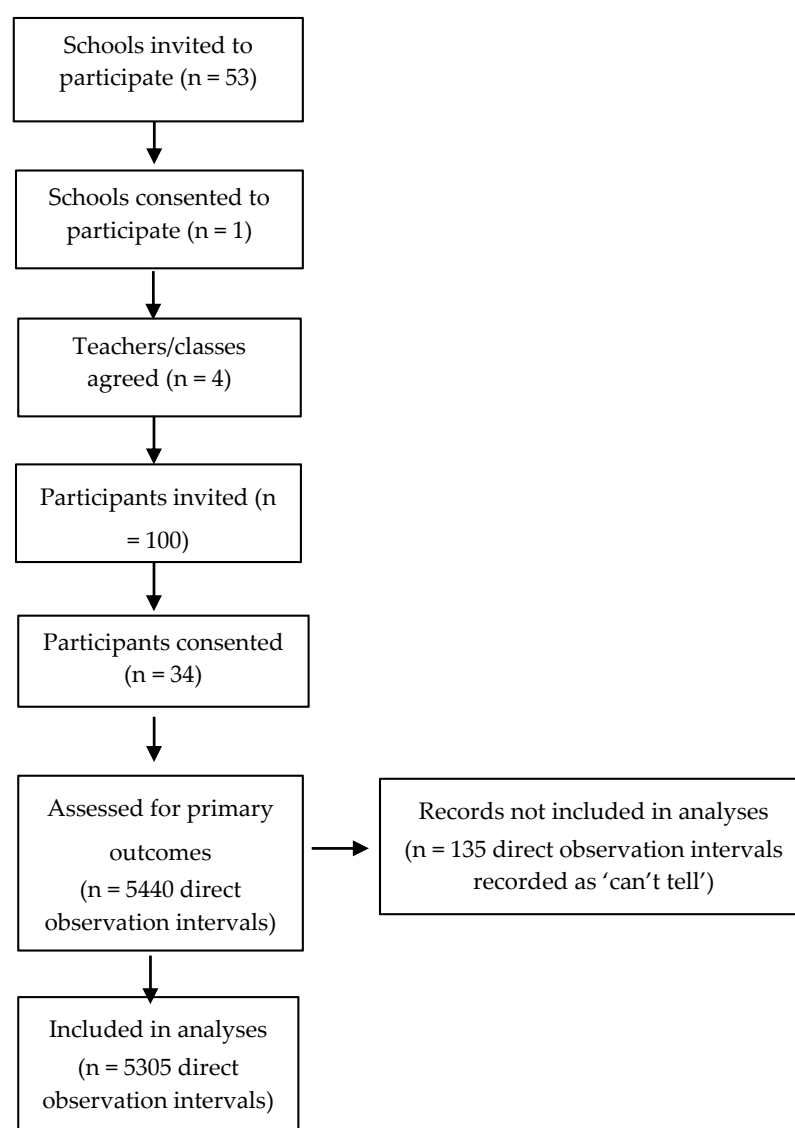 Schools invited to
participate (n = 53)
Schools consented to
participate (n = 1)
Teachers/classes
agreed (n = 4)
Participants invited (n
= 100)
Participants consented
(n = 34)
Assessed for primary
outcomes
(n = 5440 direct
observation intervals)
Records not included in analyses
(n = 135 direct observation intervals
recorded as ‘can’t tell’)
Included in analyses
(n = 5305 direct
observation intervals)